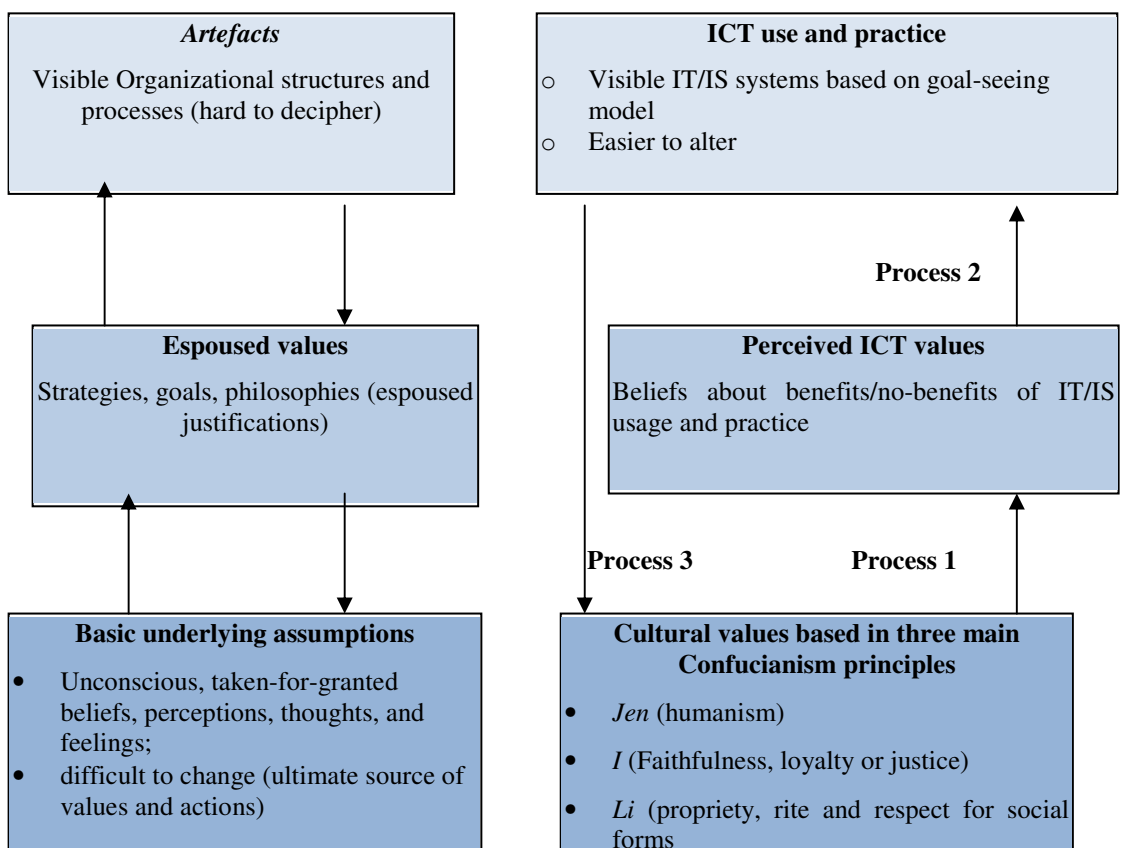 Artefacts
Visible Organizational structures and
processes (hard to decipher)
ICT use and practice
o Visible IT/IS systems based on goal-seeing
model
o Easier to alter
Process 2
Espoused values
Strategies, goals, philosophies (espoused
justifications)
Perceived ICT values
Beliefs about benefits/no-benefits of IT/IS
usage and practice
Process 3
Process 1
Basic underlying assumptions
• Unconscious, taken-for-granted
beliefs, perceptions, thoughts, and
feelings;
• difficult to change (ultimate source of
values and actions)
Cultural values based in three main
Confucianism principles
• Jen (humanism)
• I (Faithfulness, loyalty or justice)
• Li (propriety, rite and respect for social
forms